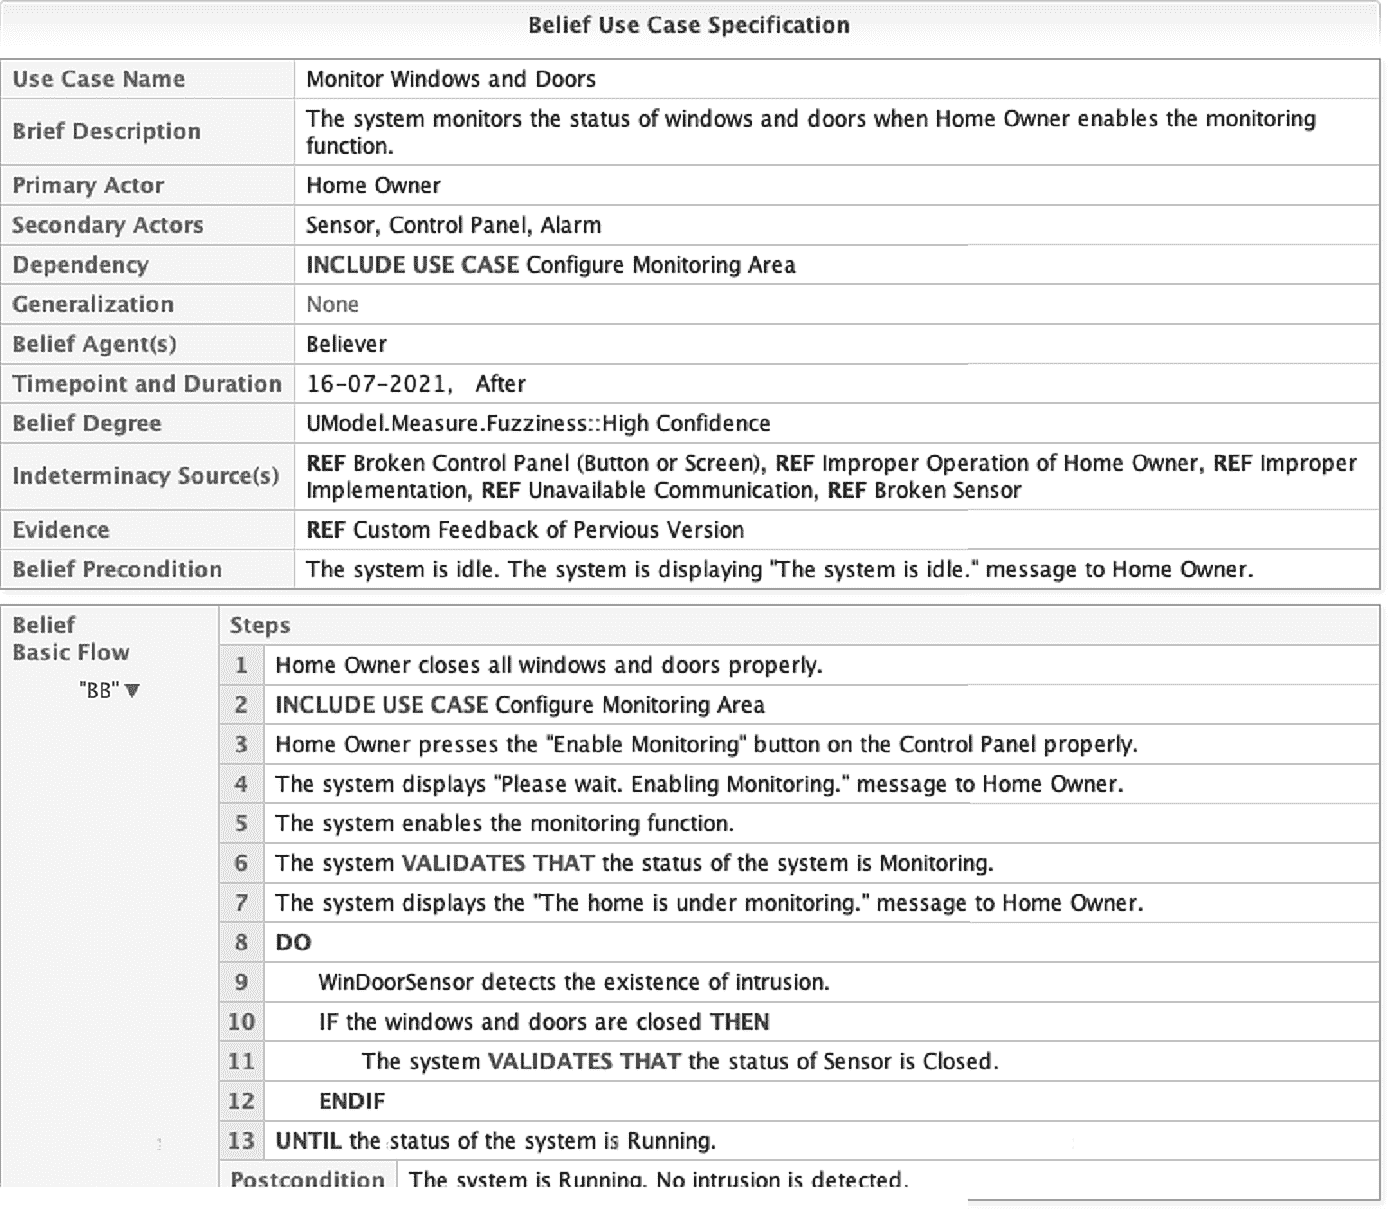 Belief Use Case Specification
Use Case Name Monitor Windows and Doors
Brief Description The system monitors the status of windows and doors when Home Owner enables the monitoring
function.
Primary Actor Home Owner
Secondary Actors Sensor, Control Panel, Alarm
Dependency INCLUDE USE CASE Configure Monitoring Area
Generalization None
Belief Agent(s) Believer
Timepoint and Duration 16-07-2021, After
Belief Degree UModel.Measure.Fuzziness::High Confidence
Indeterminacy Source(s) REF Broken Control Panel (Button or Screen), REF Improper Operation of Home Owner, REF Improper
Implementation, REF Unavailable Communication, REF Broken Sensor
Evidence REF Custom Feedback of Pervious Version
Belief Precondition The system is idle. The system is displaying "The system is idle." message to Home Owner.
Belief
Basic Flow
"BB" ▼
Steps
1 Home Owner closes all windows and doors properly.
2 INCLUDE USE CASE Configure Monitoring Area
3 Home Owner presses the "Enable Monitoring" button on the Control Panel properly.
4 The system displays "Please wait. Enabling Monitoring." message to Home Owner.
5 The system enables the monitoring function.
6 The system VALIDATES THAT the status of the system is Monitoring.
7 The system displays the "The home is under monitoring." message to Home Owner.
8 DO
9 WinDoorSensor detects the existence of intrusion.
10 IF the windows and doors are closed THEN
11 The system VALIDATES THAT the status of Sensor is Closed.
12 ENDIF
13 UNTIL the status of the system is Running.
Postcondition The system is Running. No intrusion is detected.